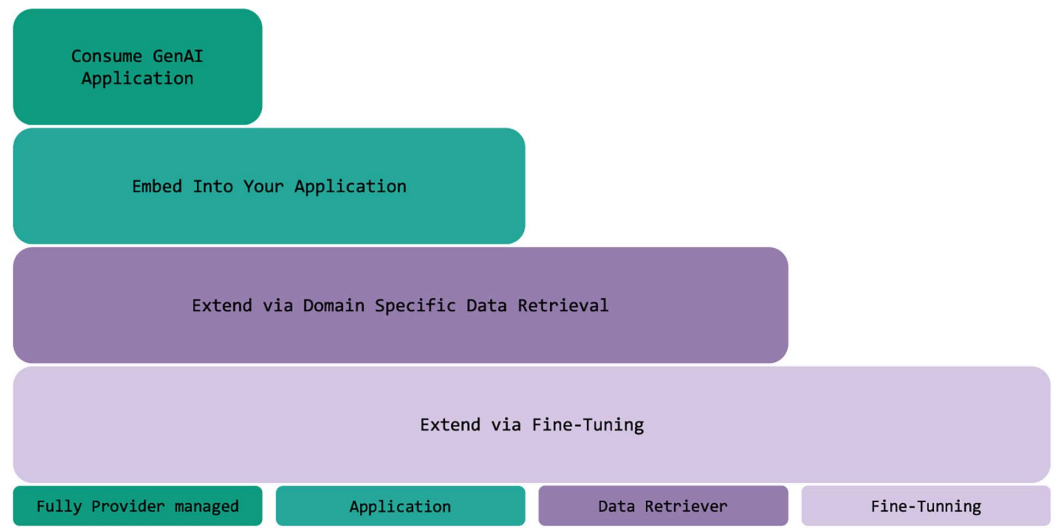 Consume GenAI
Application
Embed Into Your Application
Extend via Domain Specific Data Retrieval
Extend via Fine-Tuning
Fully Provider managed
Application
Data Retriever
Fine-Tunning